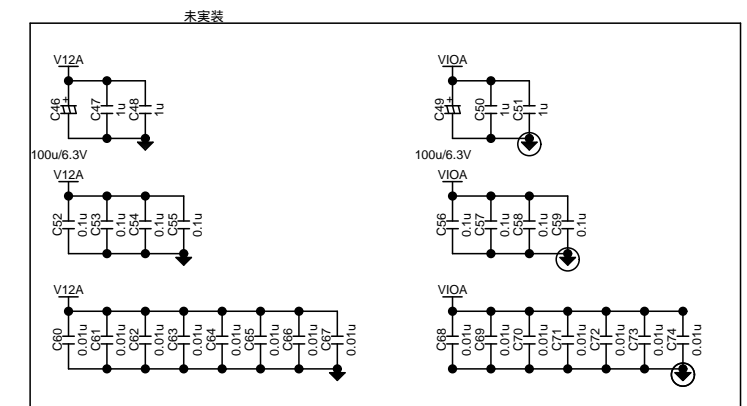 未実装
V12A
VIOA
C46
+
C47
1u
C48
1u
C49
+
C50
1u
C51
1u
100u/6.3V
100u/6.3V
V12A
VIOA
C52
0.1u
C53
0.1u
C54
0.1u
C55
0.1u
C56
0.1u
C57
0.1u
C58
0.1u
C59
0.1u
V12A
VIOA
C60
0.01u
C61
0.01u
C62
0.01u
C63
0.01u
C64
0.01u
C65
0.01u
C66
0.01u
C67
0.01u
C68
0.01u
C69
0.01u
C70
0.01u
C71
0.01u
C72
0.01u
C73
0.01u
C74
0.01u